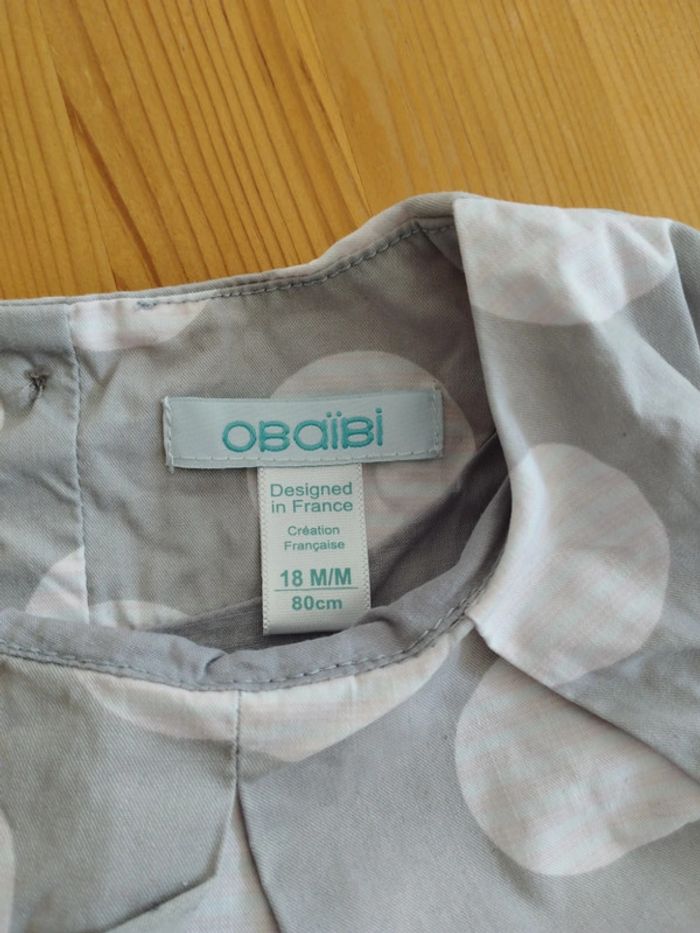 OBAïBi
Designed
in France
Création
Française
18 M/M
80cm